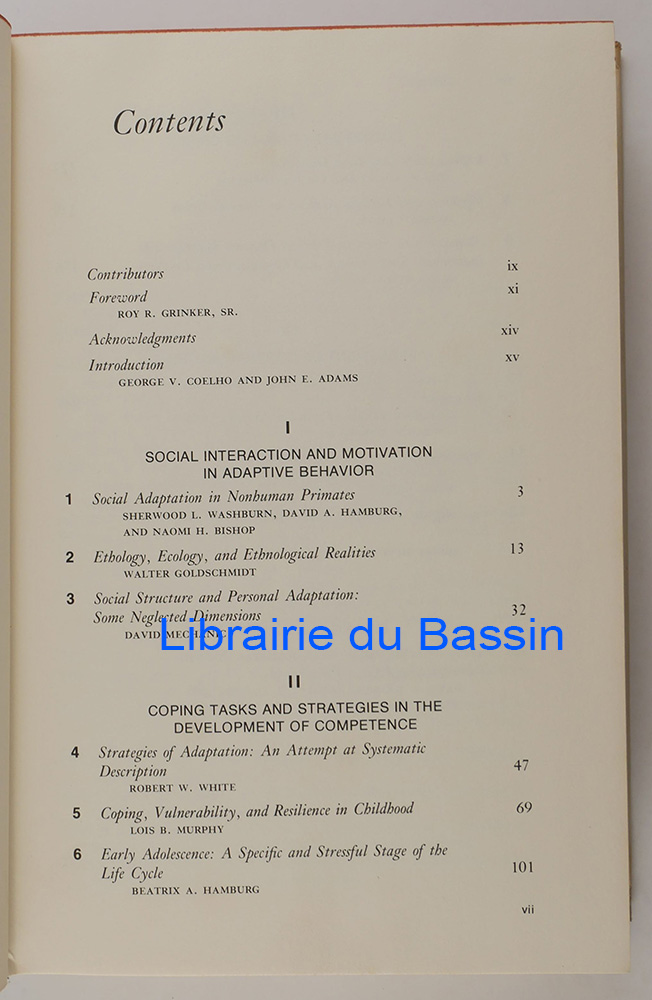 Contents
Contributors ix
Foreword xi
ROY R. GRINKER, SR.
Acknowledgments xiv
Introduction xv
GEORGE V. COELHO AND JOHN E. ADAMS
I
SOCIAL INTERACTION AND MOTIVATION
IN ADAPTIVE BEHAVIOR
1 Social Adaptation in Nonhuman Primates 3
SHERWOOD L. WASHBURN, DAVID A. HAMBURG,
AND NAOMI H. BISHOP
2 Ethology, Ecology, and Ethnological Realities 13
WALTER GOLDSCHMIDT
3 Social Structure and Personal Adaptation:
Some Neglected Dimensions 32
DAVID MECHANIC
Librairie du Bassin
II
COPING TASKS AND STRATEGIES IN THE
DEVELOPMENT OF COMPETENCE
4 Strategies of Adaptation: An Attempt at Systematic
Description 47
ROBERT W. WHITE
5 Coping, Vulnerability, and Resilience in Childhood 69
LOIS B. MURPHY
6 Early Adolescence: A Specific and Stressful Stage of the
Life Cycle 101
BEATRIX A. HAMBURG
vii